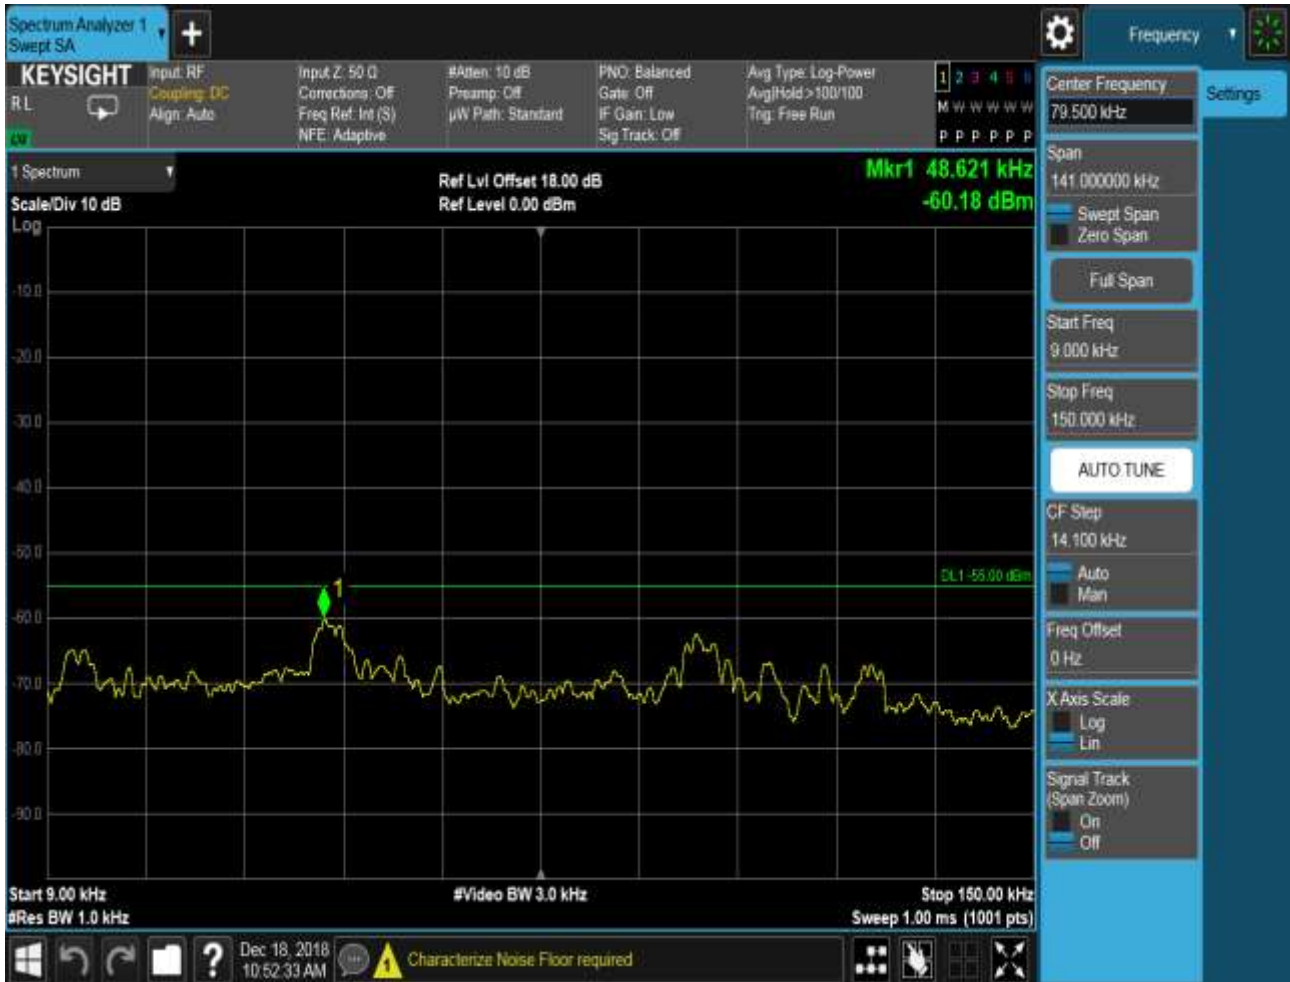 Spectrum Analyzer 1
Swept SA
+
Frequency
KEYSIGHT
RL
Input: RF
Coupling: DC
Align: Auto
Input Z: 50 Ω
Corrections: Off
Freq Ref: Int (S)
NFE: Adaptive
#Atten: 10 dB
Preamp: Off
µW Path: Standard
PNO: Balanced
Gate: Off
IF Gain: Low
Sig Track: Off
Avg Type: Log-Power
Avg|Hold:>100/100
Trig: Free Run
1 2 3 4 5 6
M W W W W W
P P P P P P
1 Spectrum
Scale/Div 10 dB
Log
Ref Lvl Offset 18.00 dB
Ref Level 0.00 dBm
Mkr1 48.621 kHz
-60.18 dBm
-10.0
-20.0
-30.0
-40.0
-50.0
-60.0
-70.0
-80.0
-90.0
DL1 -55.00 dBm
1
Start 9.00 kHz
#Res BW 1.0 kHz
#Video BW 3.0 kHz
Stop 150.00 kHz
Sweep 1.00 ms (1001 pts)
Center Frequency
79.500 kHz
Settings
Span
141.000000 kHz
Swept Span
Zero Span
Full Span
Start Freq
9.000 kHz
Stop Freq
150.000 kHz
AUTO TUNE
CF Step
14.100 kHz
Auto
Man
Freq Offset
0 Hz
X Axis Scale
Log
Lin
Signal Track
(Span Zoom)
On
Off
?
Dec 18, 2018
10:52:33 AM
1
Characterize Noise Floor required